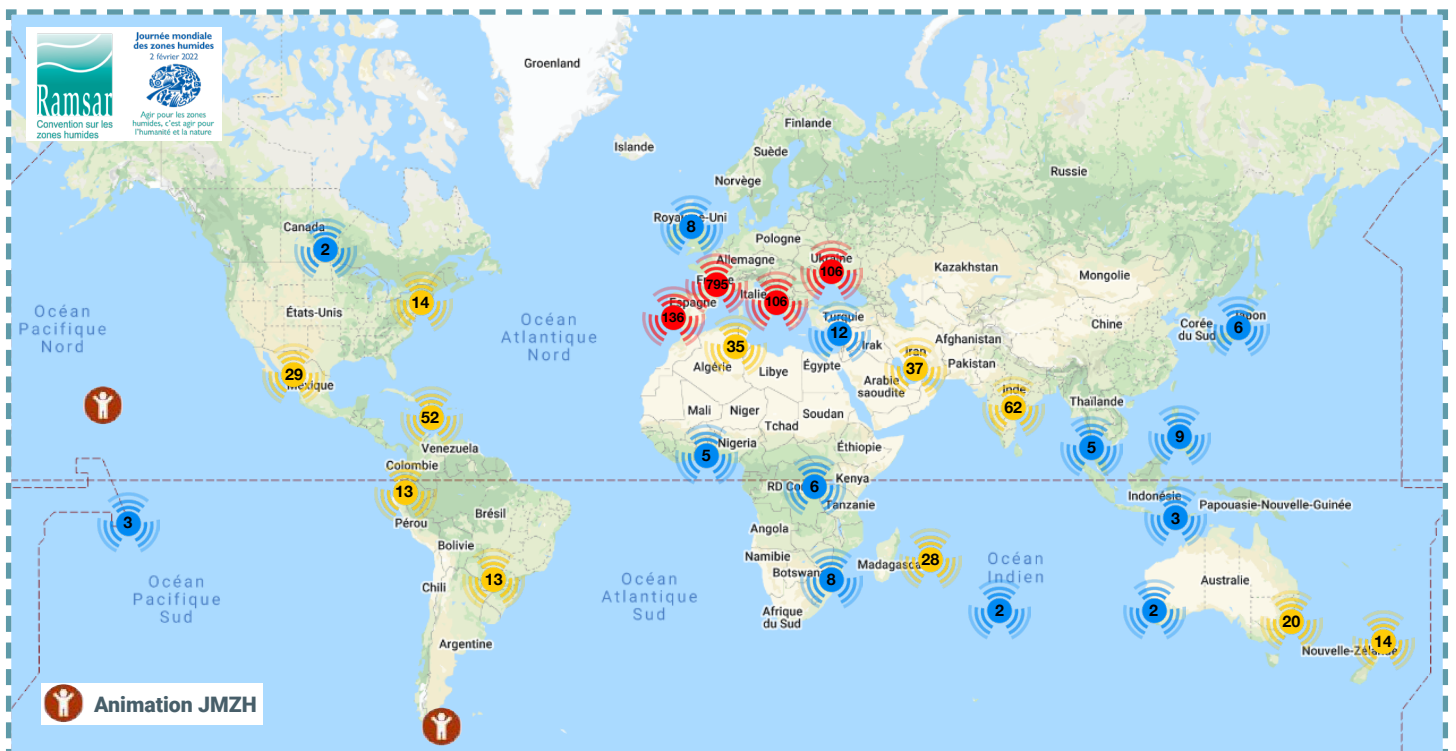 Ramsar
Convention sur les
zones humides
Journée mondiale
des zones humides
2 février 2022
Agir pour les zones
humides, c'est agir pour
l'humanité et la nature
Groenland
Islande
Finlande
Suède
Norvège
Russie
Royaume-Uni
8
Canada
2
Pologne
Allemagne
Ukraine
106
795
Kazakhstan
Mongolie
14
Espagne
136
Italie
106
Océan
Pacifique
Nord
États-Unis
Océan
Atlantique
Nord
Turquie
12
Irak
Iran
37
Afghanistan
Pakistan
Chine
Corée
du Sud
Japon
6
35
Algérie
Libye
Égypte
Arabie
saoudite
29
Mexique
Inde
62
Thaïlande
52
Mali
Niger
Tchad
Soudan
Venezuela
Colombie
5
Nigeria
Éthiopie
5
9
13
Pérou
Brésil
RD Congo
6
Kenya
Tanzanie
Indonésie
3
Papouasie-Nouvelle-Guinée
3
Angola
Bolivie
Namibie
Botswana
8
Madagascar
28
Océan
Indien
Océan
Pacifique
Sud
Chili
13
Océan
Atlantique
Sud
Afrique
du Sud
2
2
Australie
20
Argentine
Nouvelle-Zélande
14
Animation JMZH